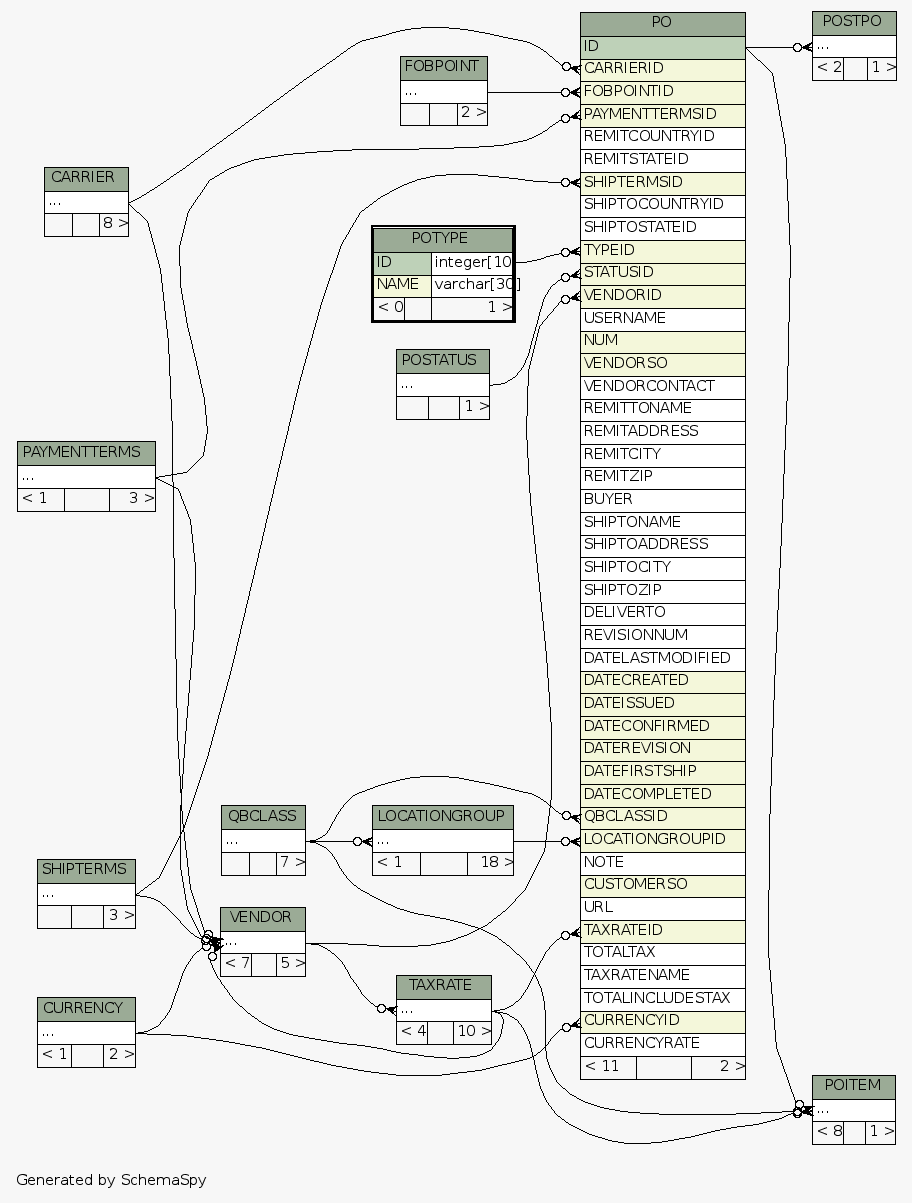 PO
ID
CARRIERID
FOBPOINTID
PAYMENTTERMSID
REMITCOUNTRYID
REMITSTATEID
SHIPTERMSID
SHIPTOCOUNTRYID
SHIPTOSTATEID
TYPEID
STATUSID
VENDORID
USERNAME
NUM
VENDORSO
VENDORCONTACT
REMITTONAME
REMITADDRESS
REMITCITY
REMITZIP
BUYER
SHIPTONAME
SHIPTOADDRESS
SHIPTOCITY
SHIPTOZIP
DELIVERTO
REVISIONNUM
DATELASTMODIFIED
DATECREATED
DATEISSUED
DATECONFIRMED
DATEREVISION
DATEFIRSTSHIP
DATECOMPLETED
QBCLASSID
LOCATIONGROUPID
NOTE
CUSTOMERSO
URL
TAXRATEID
TOTALTAX
TAXRATENAME
TOTALINCLUDESTAX
CURRENCYID
CURRENCYRATE
< 11 2 >
POSTPO
...
< 2 1 >
FOBPOINT
...
2 >
CARRIER
...
8 >
POTYPE
ID integer[10
NAME varchar[30]
< 0 1 >
POSTATUS
...
1 >
PAYMENTTERMS
...
< 1 3 >
QBCLASS
...
7 >
LOCATIONGROUP
...
< 1 18 >
SHIPTERMS
...
3 >
VENDOR
...
< 7 5 >
TAXRATE
...
< 4 10 >
CURRENCY
...
< 1 2 >
POITEM
...
< 8 1 >
Generated by SchemaSpy